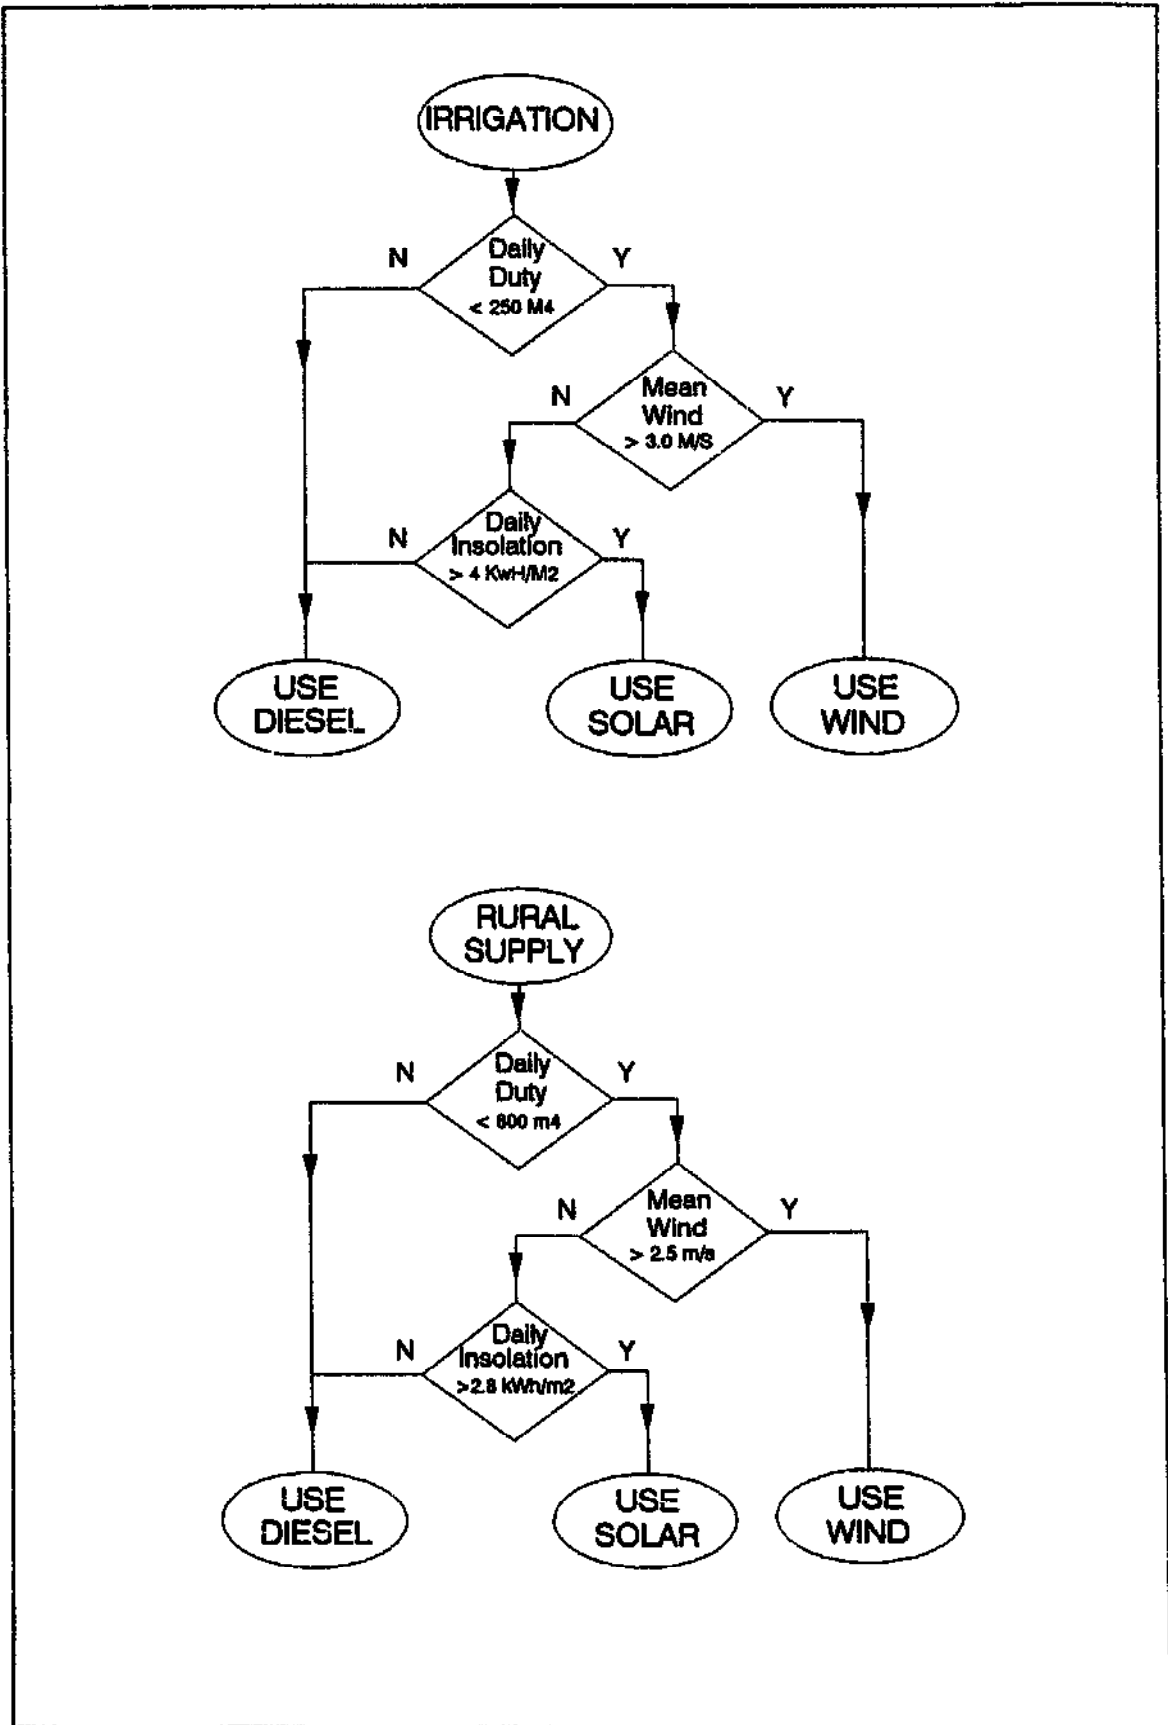 IRRIGATION
N
Daily
Duty
< 250 M4
Y
N
Mean
Wind
> 3.0 M/S
Y
N
Daily
Insolation
> 4 KwH/M2
Y
USE
DIESEL
USE
SOLAR
USE
WIND
RURAL
SUPPLY
N
Daily
Duty
< 800 m4
Y
N
Mean
Wind
> 2.5 m/s
Y
N
Daily
Insolation
>2.8 kWh/m2
Y
USE
DIESEL
USE
SOLAR
USE
WIND